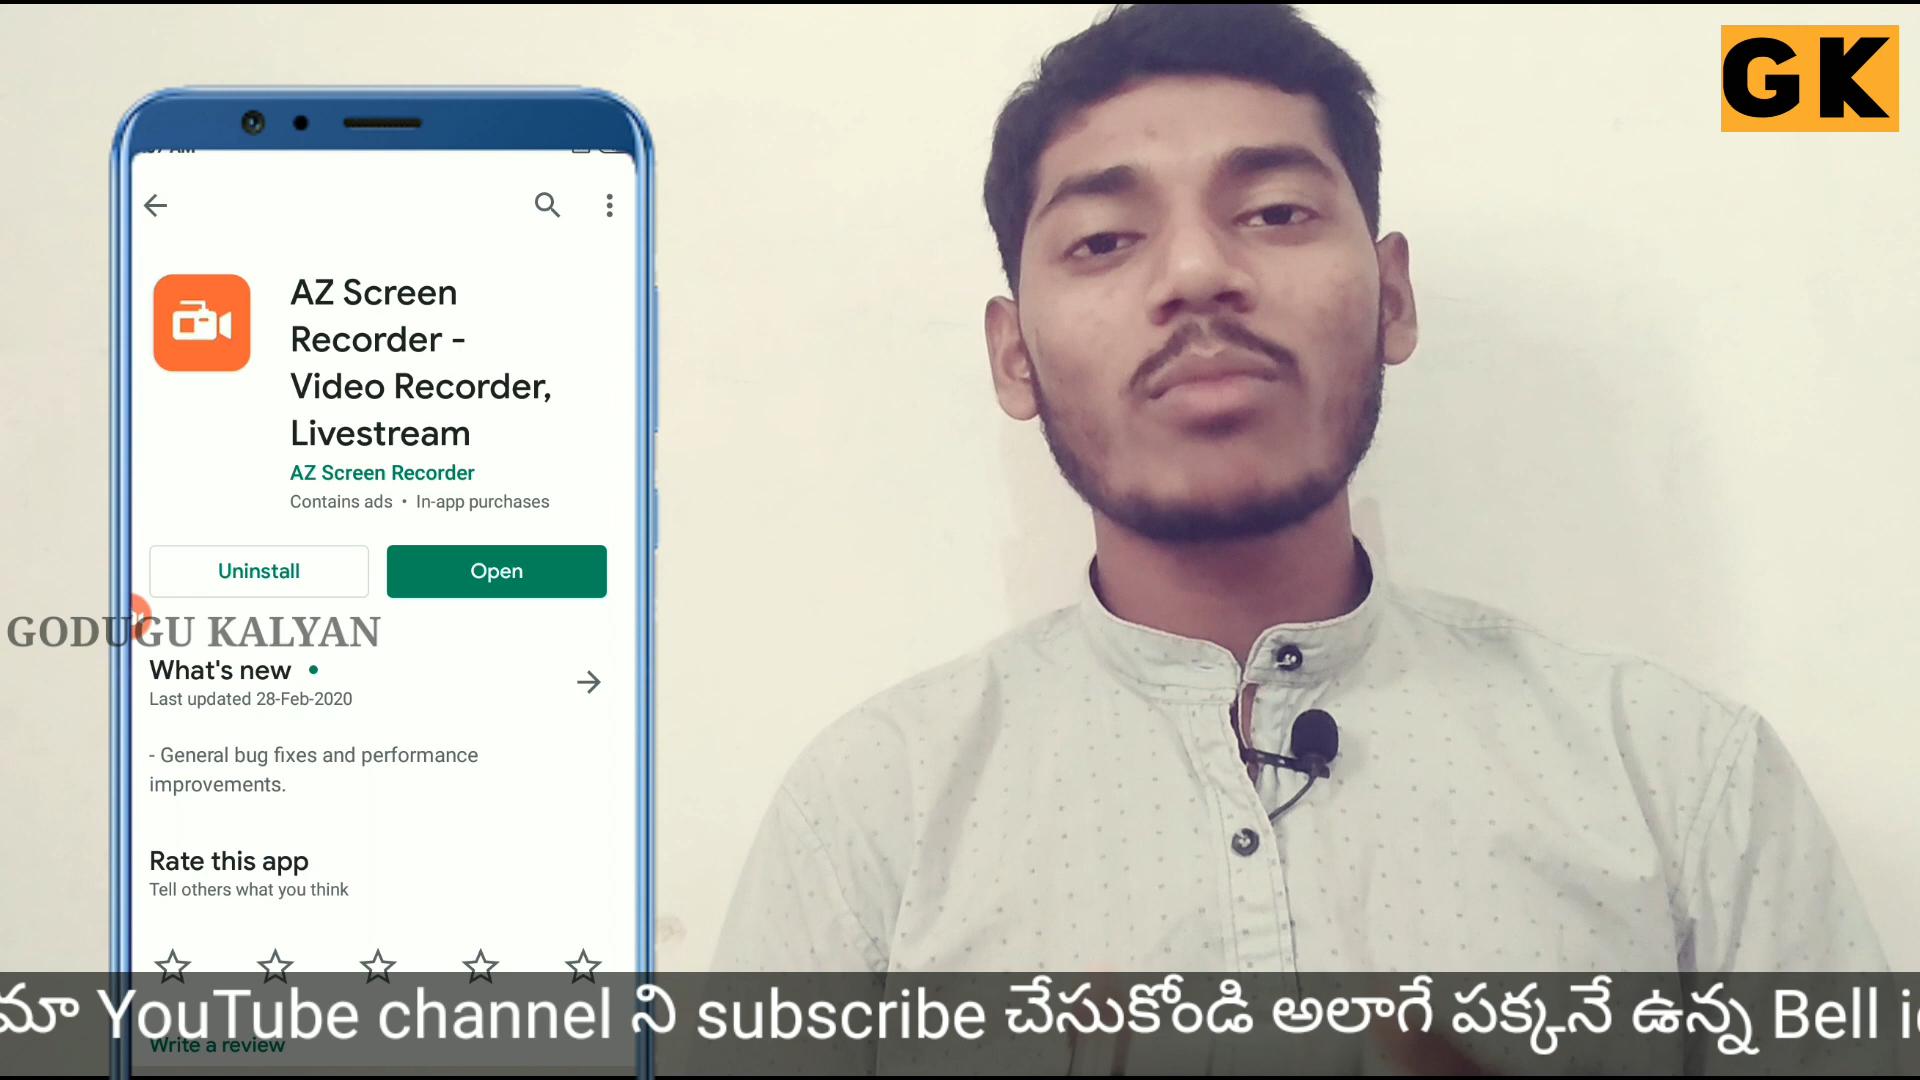 GK
AZ Screen
Recorder -
Video Recorder,
Livestream
AZ Screen Recorder
Contains ads • In-app purchases
Uninstall
Open
GODUGU KALYAN
What's new
Last updated 28-Feb-2020
- General bug fixes and performance
improvements.
Rate this app
Tell others what you think
మా YouTube channel ని subscribe చేసుకోండి అలాగే పక్కనే ఉన్న Bell
Write a review